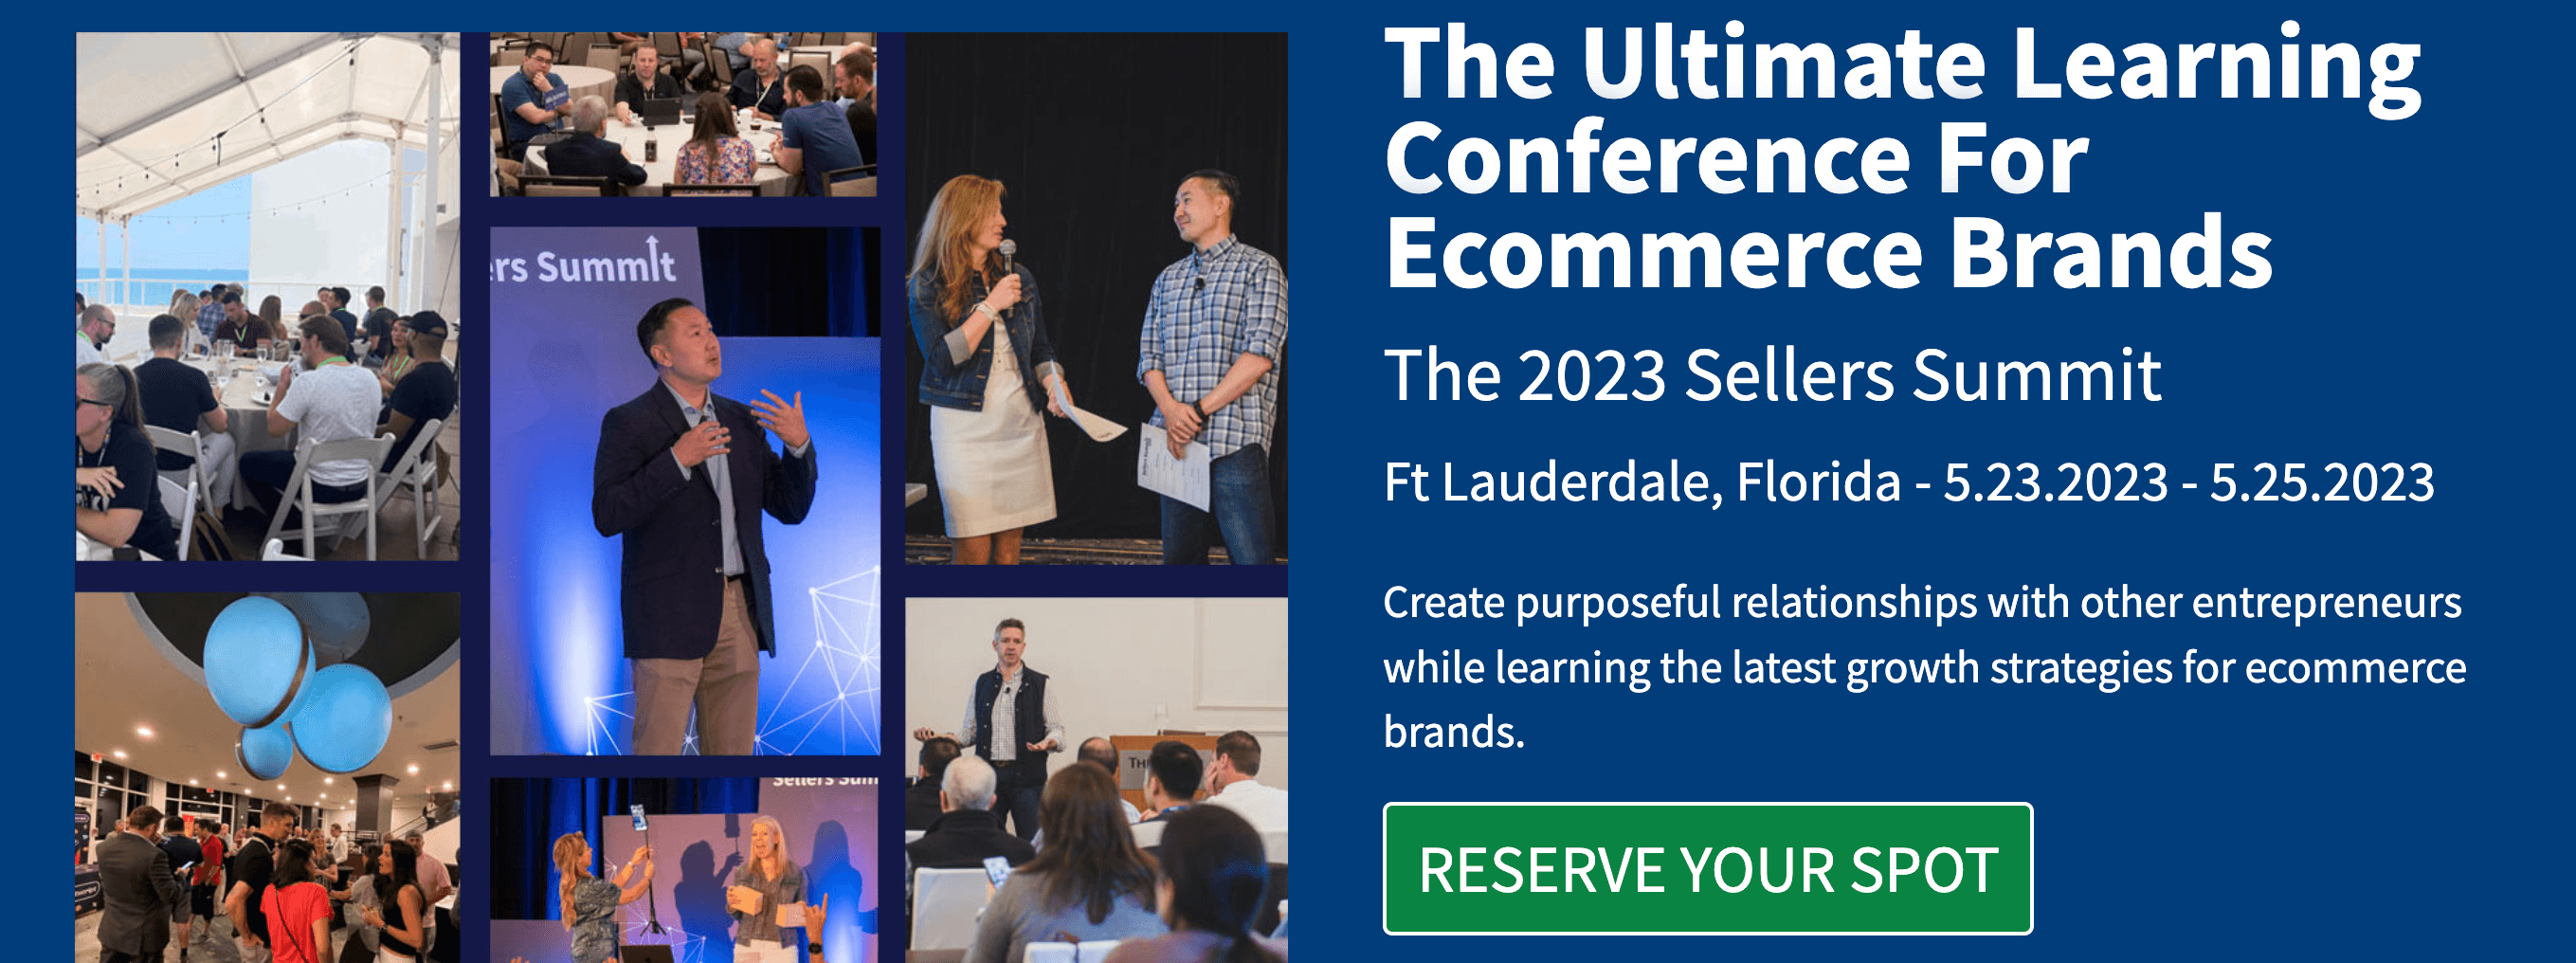 The Ultimate Learning
Conference For
Ecommerce Brands
The 2023 Sellers Summit
Ft Lauderdale, Florida - 5.23.2023 - 5.25.2023
Create purposeful relationships with other entrepreneurs
while learning the latest growth strategies for ecommerce
brands.
RESERVE YOUR SPOT
rs Summit
Sellers Sum
TH